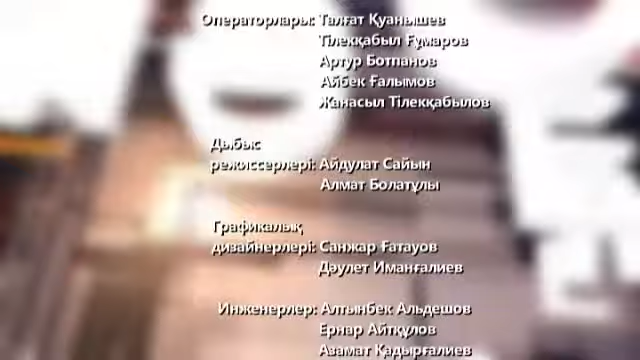 Операторлары: Талғат Қуанышев
Тілекқабыл Ғұмаров
Артур Ботпанов
Айбек Ғалымов
Жанасыл Тілекқабылов
Дыбыс
режиссерлері: Айдулат Сайын
Алмат Болатұлы
Графикалық
дизайнерлері: Санжар Ғатауов
Дәулет Иманғалиев
Инженерлер: Алтынбек Альдешов
Ернар Айтқұлов
Азамат Қадырғалиев